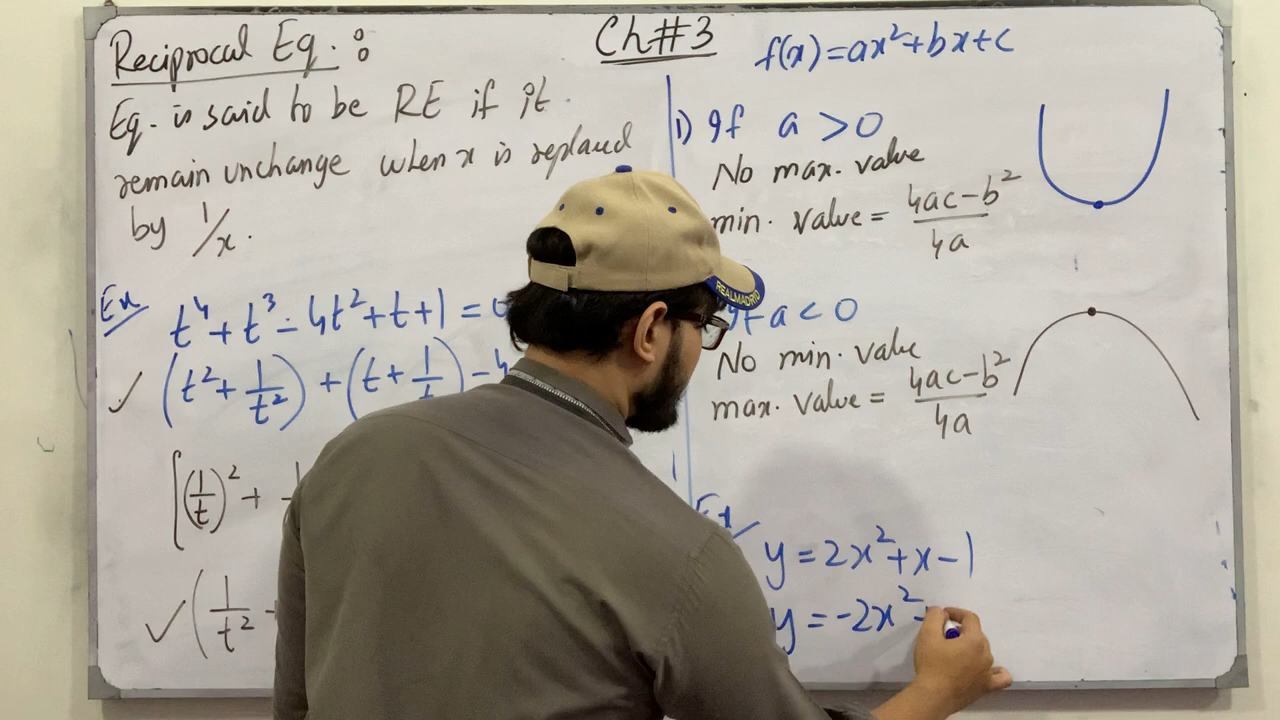 Ch#3
Reciprocal Eq. :
Eq. is said to be RE if it.
remain unchange when x is replaced
by 1/x.
Ex t⁴ + t³ - 4t² + t + 1 =
(t² + 1/t²) + (t + 1/t) - 4
[(1/t)² +
✓ (1/t²
f(x) = ax² + bx + c
1) If a > 0
No max. value
min. value = (4ac - b²)/4a
If a < 0
No min. value
max. value = (4ac - b²)/4a
Ex
y = 2x² + x - 1
y = -2x²
REALMADRID